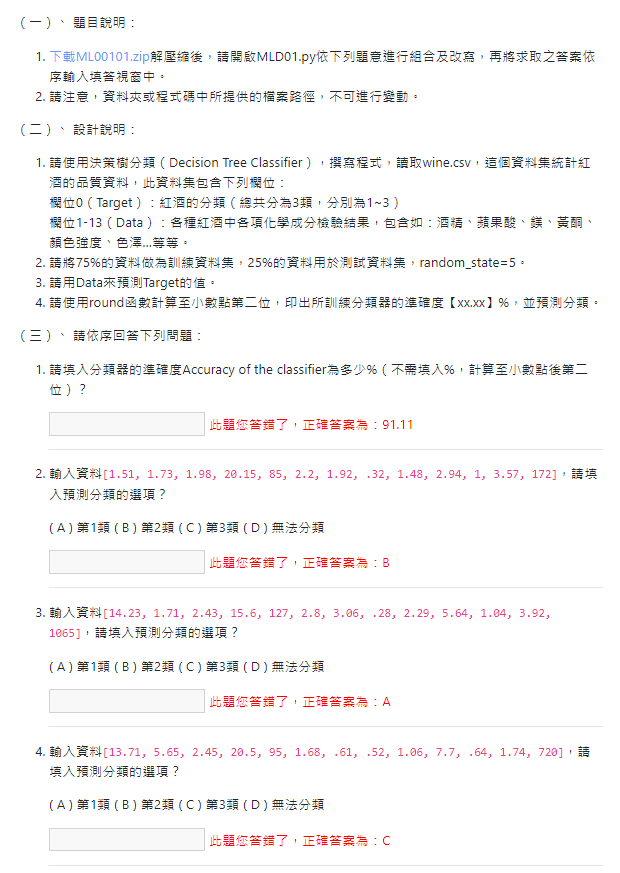 （一）、 題目說明：
1. 下載ML00101.zip解壓縮後，請開啟MLD01.py依下列題意進行組合及改寫，再將求取之答案依
序輸入填答視窗中。
2. 請注意，資料夾或程式碼中所提供的檔案路徑，不可進行變動。
（二）、 設計說明：
1. 請使用決策樹分類（Decision Tree Classifier），撰寫程式，讀取wine.csv，這個資料集統計紅
酒的品質資料，此資料集包含下列欄位：
欄位0（Target）：紅酒的分類（總共分為3類，分別為1~3）
欄位1-13（Data）：各種紅酒中各項化學成分檢驗結果，包含如：酒精、蘋果酸、鎂、黃酮、
顏色強度、色澤…等等。
2. 請將75%的資料做為訓練資料集，25%的資料用於測試資料集，random_state=5。
3. 請用Data來預測Target的值。
4. 請使用round函數計算至小數點第二位，印出所訓練分類器的準確度【xx.xx】%，並預測分類。
（三）、 請依序回答下列問題：
1. 請填入分類器的準確度Accuracy of the classifier為多少%（不需填入%，計算至小數點後第二
位）？
此題您答錯了，正確答案為：91.11
2. 輸入資料[1.51, 1.73, 1.98, 20.15, 85, 2.2, 1.92, .32, 1.48, 2.94, 1, 3.57, 172]，請填
入預測分類的選項？
( A ) 第1類 ( B ) 第2類 ( C ) 第3類 ( D ) 無法分類
此題您答錯了，正確答案為：B
3. 輸入資料[14.23, 1.71, 2.43, 15.6, 127, 2.8, 3.06, .28, 2.29, 5.64, 1.04, 3.92,
1065]，請填入預測分類的選項？
( A ) 第1類 ( B ) 第2類 ( C ) 第3類 ( D ) 無法分類
此題您答錯了，正確答案為：A
4. 輸入資料[13.71, 5.65, 2.45, 20.5, 95, 1.68, .61, .52, 1.06, 7.7, .64, 1.74, 720]，請
填入預測分類的選項？
( A ) 第1類 ( B ) 第2類 ( C ) 第3類 ( D ) 無法分類
此題您答錯了，正確答案為：C